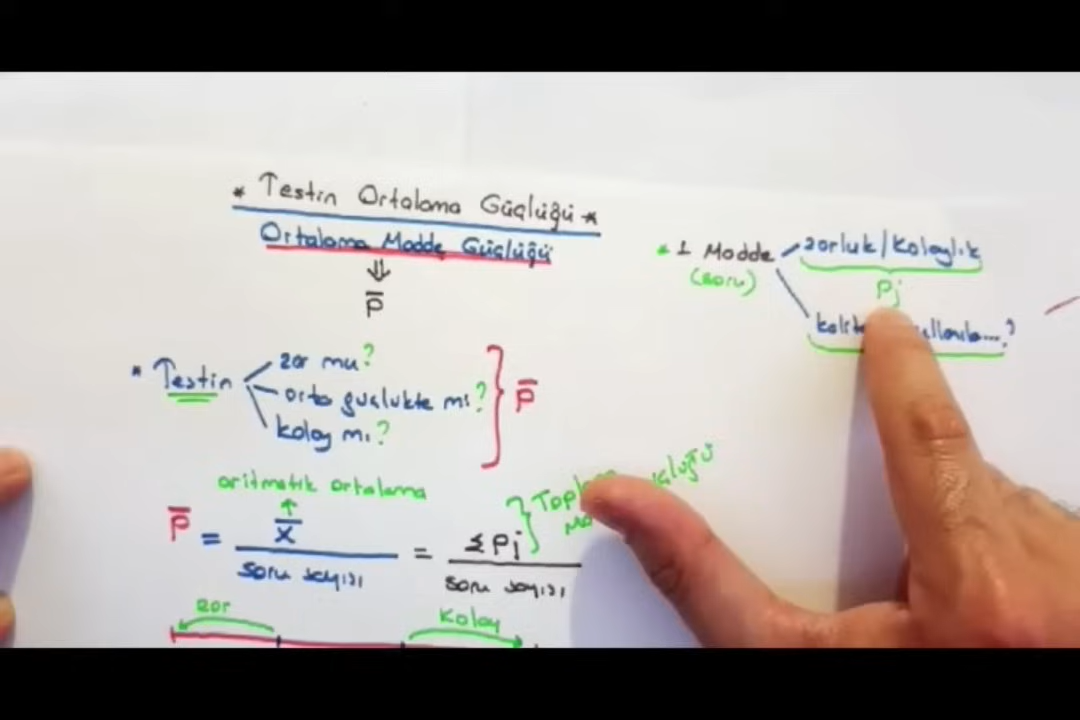 * Testin Ortalama Güçlüğü *
Ortalama Madde Güçlüğü
⇓
P̄
* Testin
zor mu?
orta güçlükte mi?
kolay mı?
P̄
aritmetik ortalama
P̄ = X̄ / soru sayısı = ΣPj / soru sayısı
zor
kolay
* 1 Madde
(soru)
zorluk/kolaylık
Pj